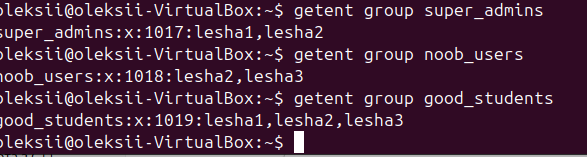 oleksii@oleksii-VirtualBox:~$ getent group super_admins
super_admins:x:1017:lesha1,lesha2
oleksii@oleksii-VirtualBox:~$ getent group noob_users
noob_users:x:1018:lesha2,lesha3
oleksii@oleksii-VirtualBox:~$ getent group good_students
good_students:x:1019:lesha1,lesha2,lesha3
oleksii@oleksii-VirtualBox:~$